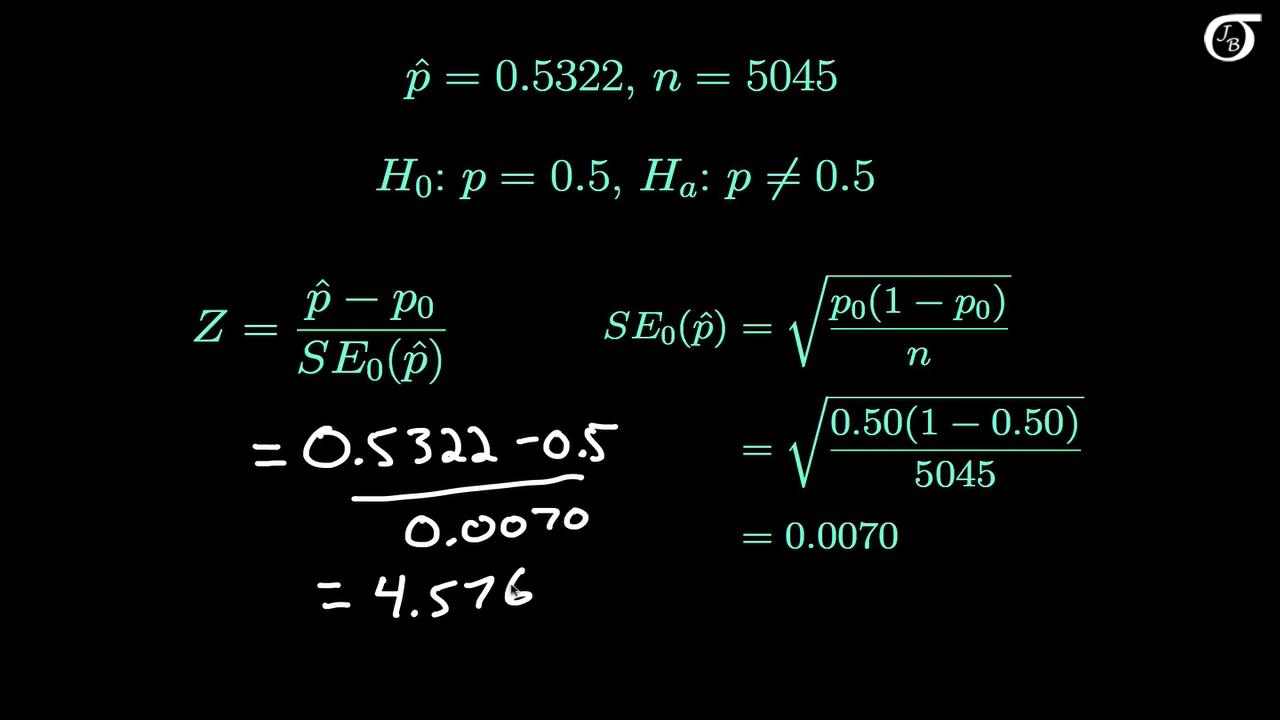 J B
p̂ = 0.5322, n = 5045
H₀: p = 0.5, Hₐ: p ≠ 0.5
Z = (p̂ − p₀) / SE₀(p̂)
= 0.5322 - 0.5 / 0.0070
= 4.576
SE₀(p̂) = √(p₀(1 − p₀) / n)
= √(0.50(1 − 0.50) / 5045)
= 0.0070